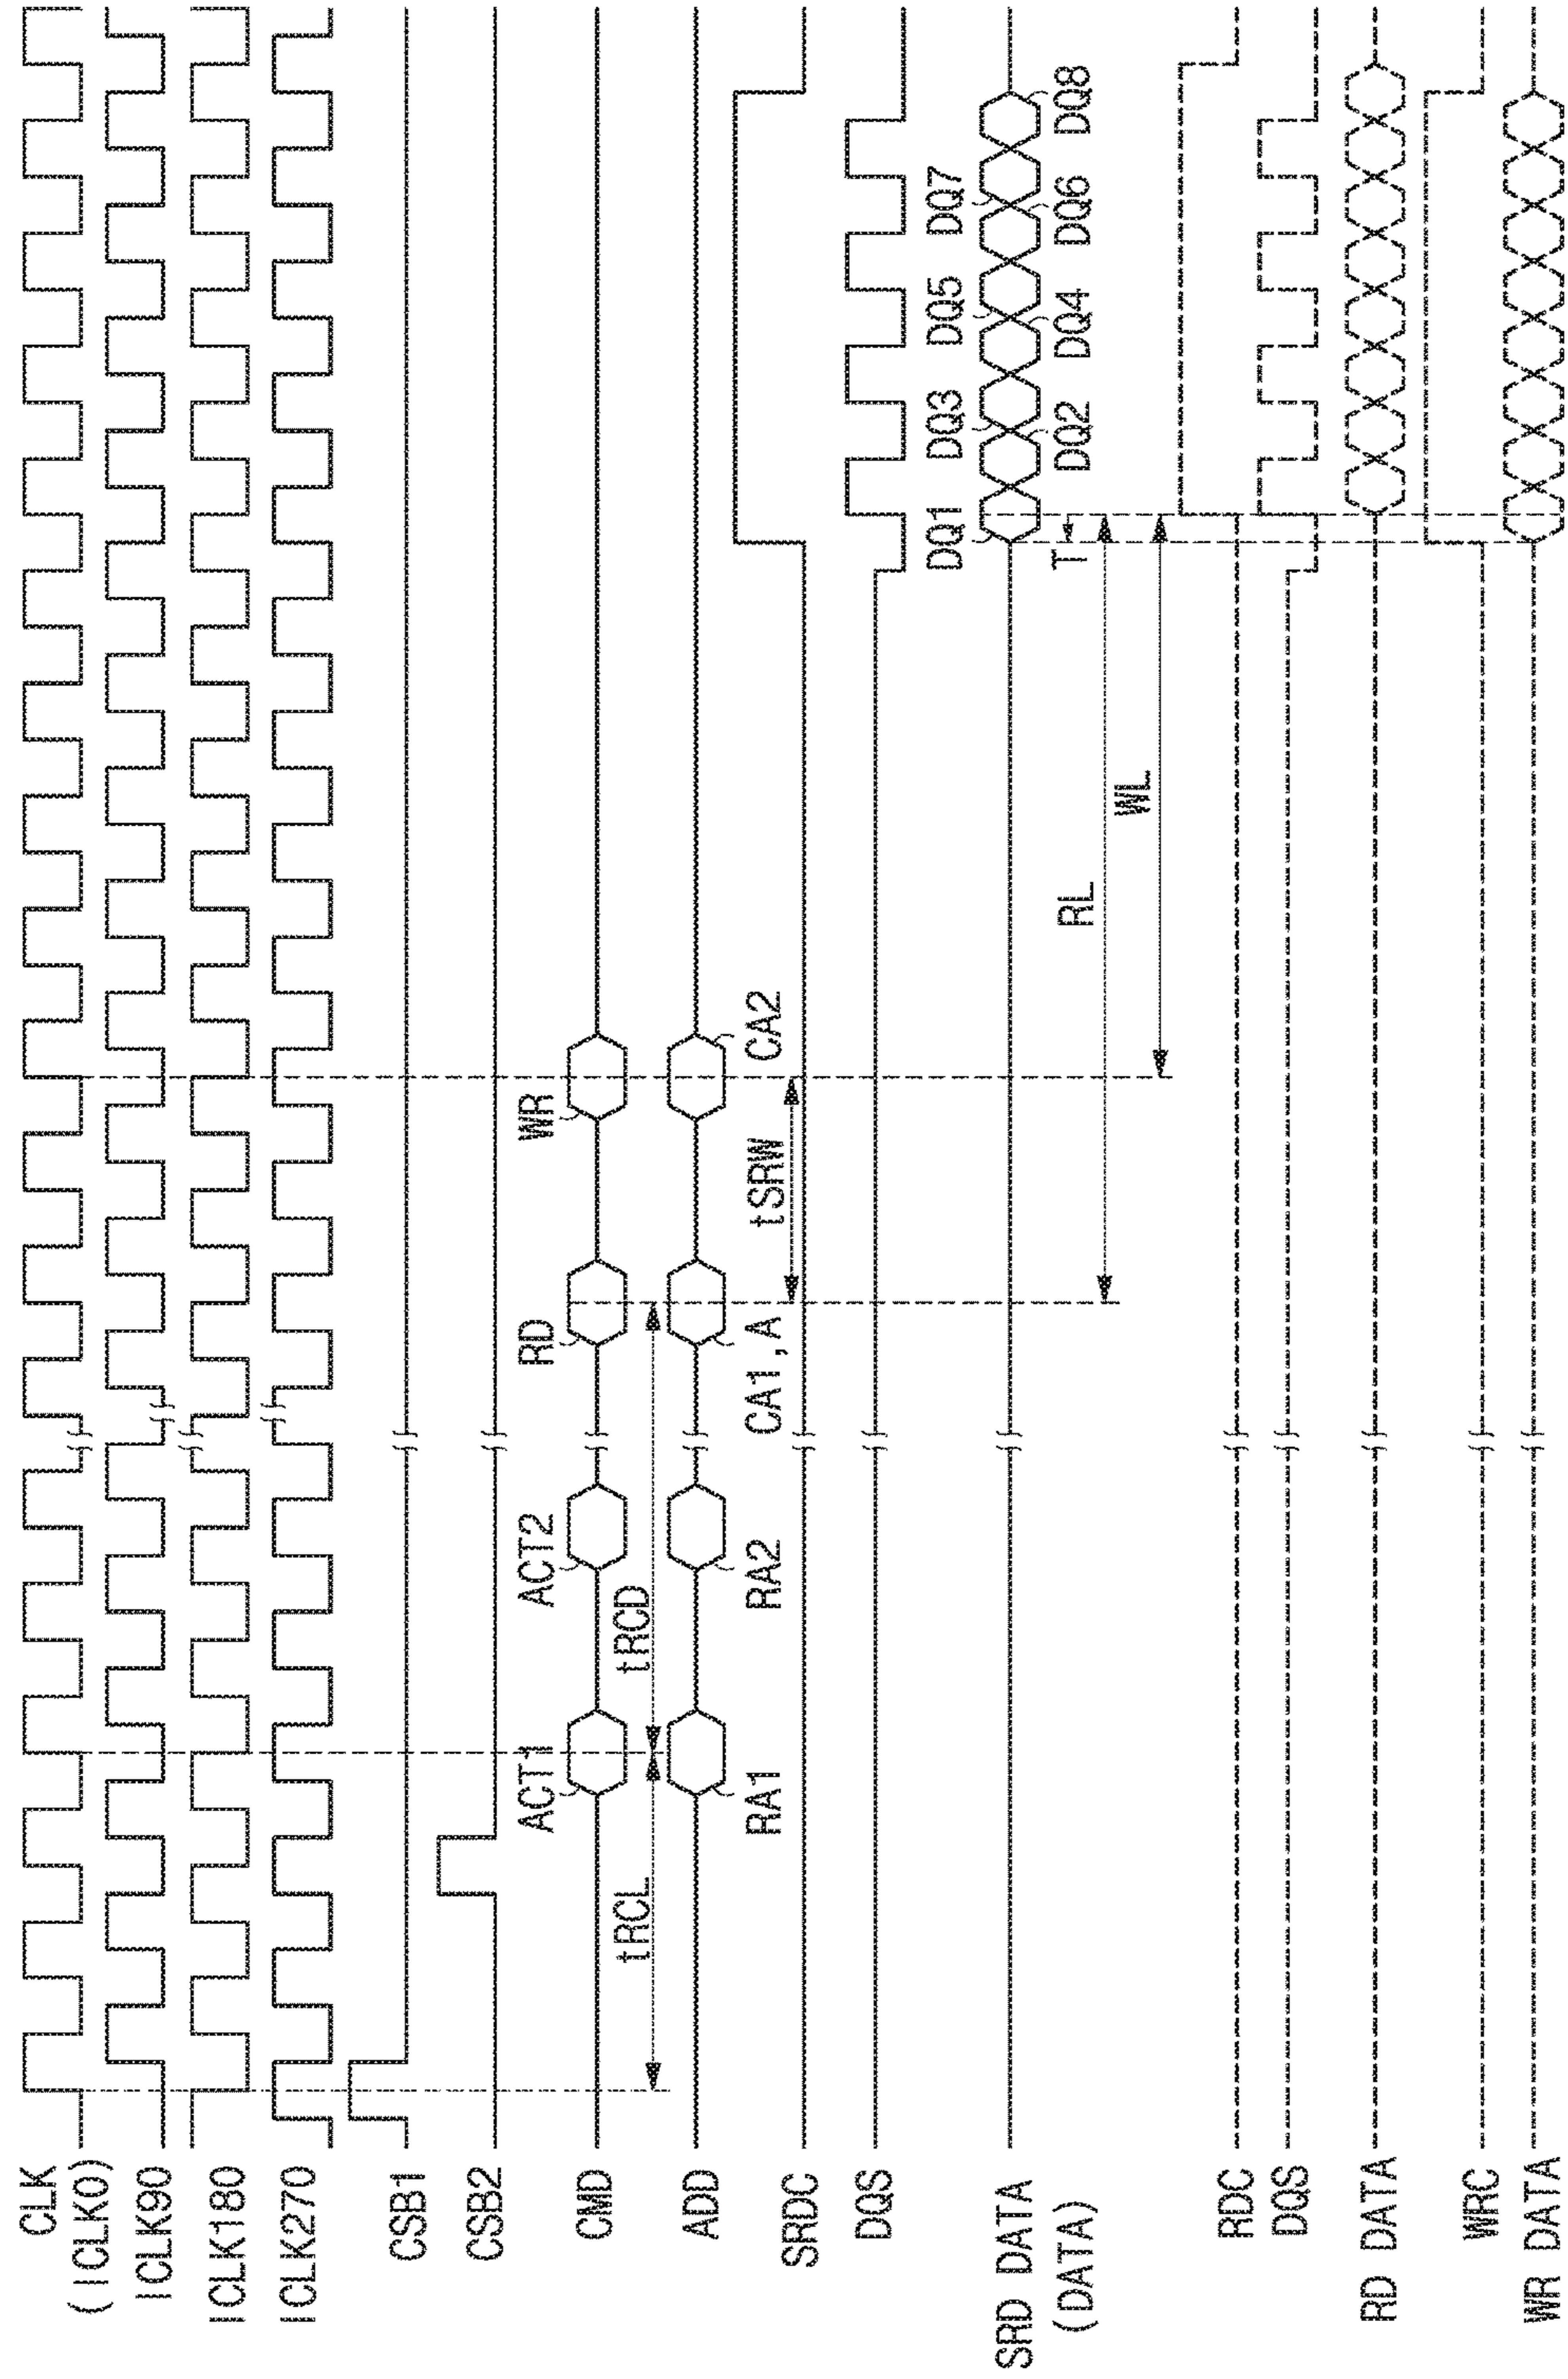 CLK
(ICLK0)
ICLK90
ICLK180
ICLK270
CSB1
CSB2
ACT1
ACT2
RD
WR
CMD
tRCL
tRCD
ADD
RA1
RA2
CA1,A
CA2
tSRW
SRDC
DQS
DQ1
DQ3
DQ5
DQ7
SRD DATA
(DATA)
DQ2
DQ4
DQ6
DQ8
T
RL
WL
RDC
DQS
RD DATA
WRC
WR DATA